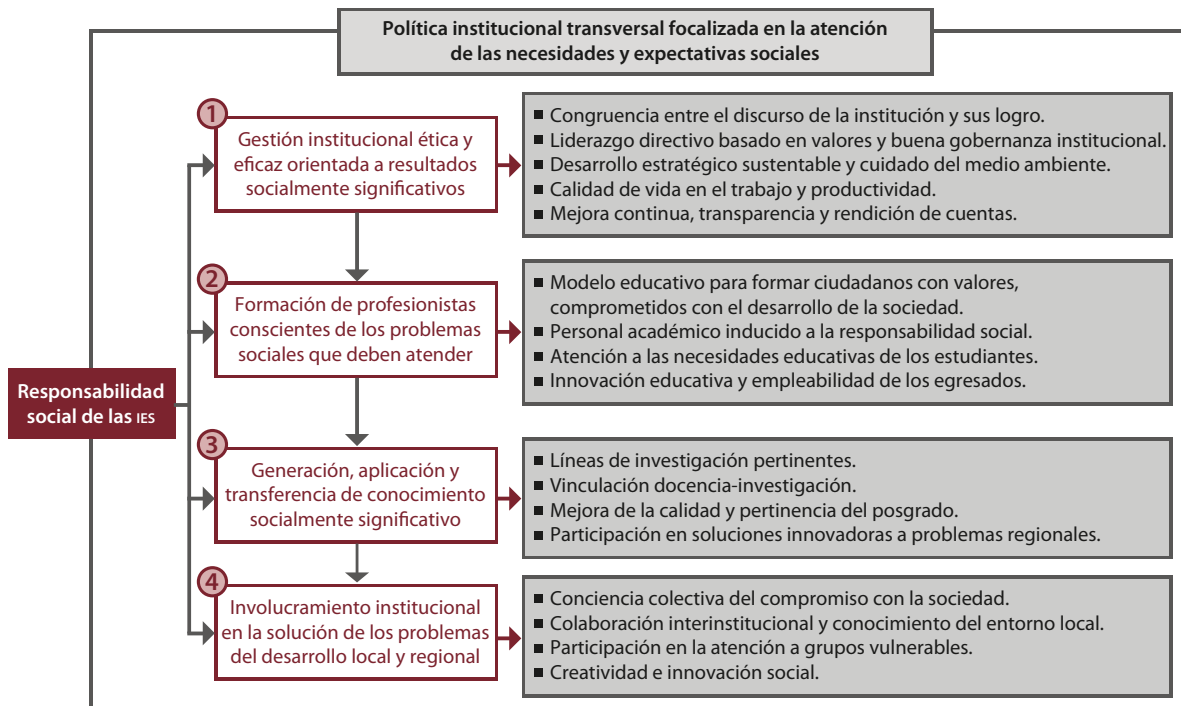 Política institucional transversal focalizada en la atención
de las necesidades y expectativas sociales
Responsabilidad
social de las IES
1
Gestión institucional ética y
eficaz orientada a resultados
socialmente significativos
■ Congruencia entre el discurso de la institución y sus logro.
■ Liderazgo directivo basado en valores y buena gobernanza institucional.
■ Desarrollo estratégico sustentable y cuidado del medio ambiente.
■ Calidad de vida en el trabajo y productividad.
■ Mejora continua, transparencia y rendición de cuentas.
2
Formación de profesionistas
conscientes de los problemas
sociales que deben atender
■ Modelo educativo para formar ciudadanos con valores,
comprometidos con el desarrollo de la sociedad.
■ Personal académico inducido a la responsabilidad social.
■ Atención a las necesidades educativas de los estudiantes.
■ Innovación educativa y empleabilidad de los egresados.
3
Generación, aplicación y
transferencia de conocimiento
socialmente significativo
■ Líneas de investigación pertinentes.
■ Vinculación docencia-investigación.
■ Mejora de la calidad y pertinencia del posgrado.
■ Participación en soluciones innovadoras a problemas regionales.
4
Involucramiento institucional
en la solución de los problemas
del desarrollo local y regional
■ Conciencia colectiva del compromiso con la sociedad.
■ Colaboración interinstitucional y conocimiento del entorno local.
■ Participación en la atención a grupos vulnerables.
■ Creatividad e innovación social.